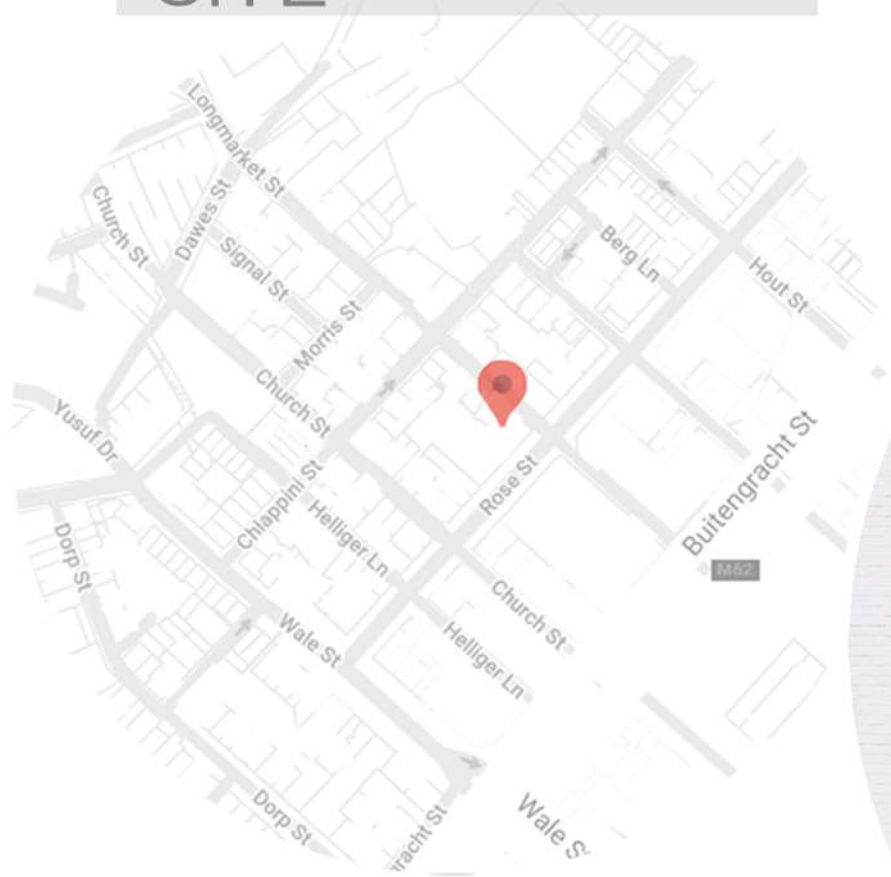 SITE
Longmarket St
Church St
Dawes St
Signal St
Morris St
Berg Ln
Hout St
Church St
Yusuf Dr
Chiappini St
Rose St
Buitengracht St
Helliger Ln
M62
Dorp St
Church St
Wale St
Helliger Ln
Dorp St
Wale S
racht St